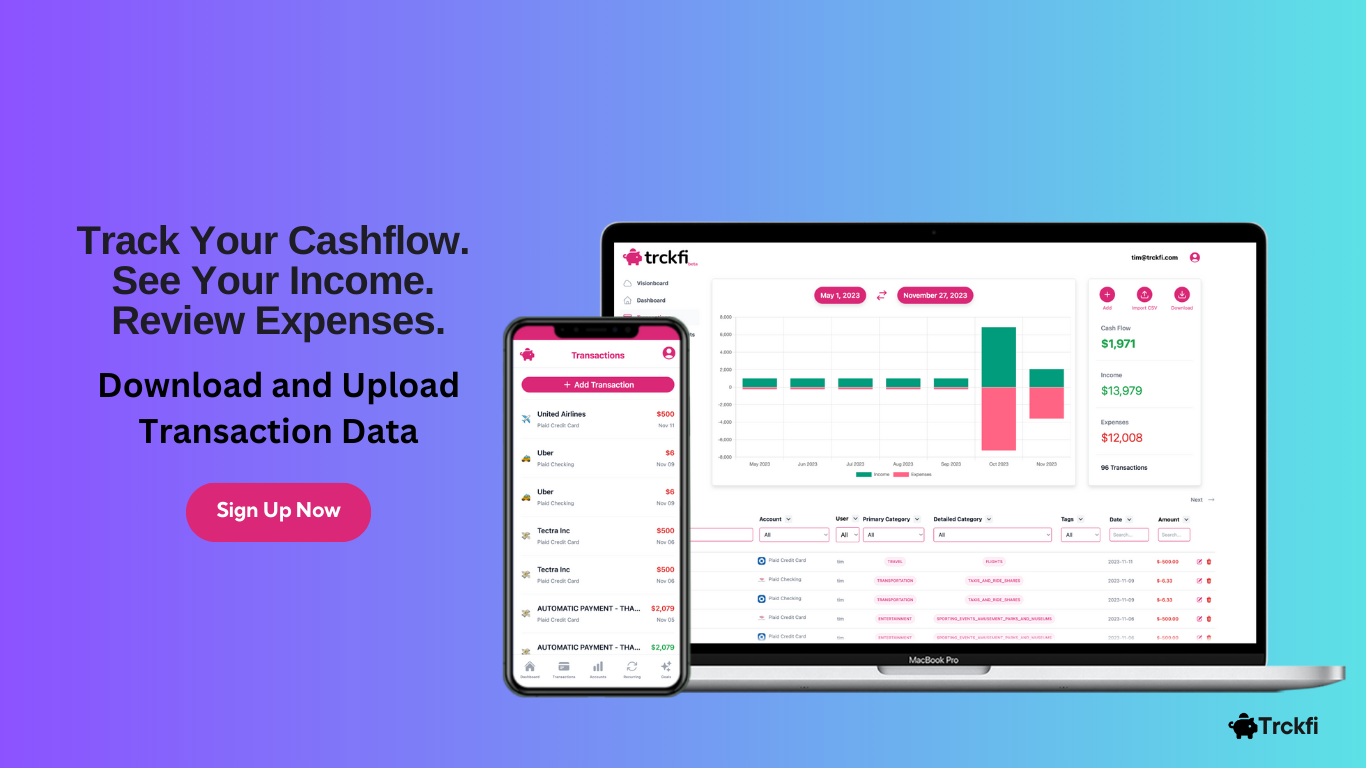 Track Your Cashflow.
See Your Income.
Review Expenses.
Download and Upload
Transaction Data
Sign Up Now
trckfi
Beta
tim@trckfi.com
Visionboard
Dashboard
May 1, 2023
November 27, 2023
8,000
6,000
4,000
2,000
0
-2,000
-4,000
-6,000
-8,000
May 2023 Jun 2023 Jul 2023 Aug 2023 Sep 2023 Oct 2023 Nov 2023
Income Expenses
Add Import CSV Download
Cash Flow
$1,971
Income
$13,979
Expenses
$12,008
96 Transactions
Next →
Account User Primary Category Detailed Category Tags Date Amount
All All All All All Search... Search...
Plaid Credit Card tim TRAVEL FLIGHTS 2023-11-11 $-500.00
Plaid Checking tim TRANSPORTATION TAXIS_AND_RIDE_SHARES 2023-11-09 $-6.33
Plaid Checking tim TRANSPORTATION TAXIS_AND_RIDE_SHARES 2023-11-09 $-6.33
Plaid Credit Card tim ENTERTAINMENT SPORTING_EVENTS_AMUSEMENT_PARKS_AND_MUSEUMS 2023-11-06 $-500.00
Plaid Credit Card tim ENTERTAINMENT SPORTING_EVENTS_AMUSEMENT_PARKS_AND_MUSEUMS 2023-11-06 $-500.00
MacBook Pro
Transactions
+ Add Transaction
United Airlines $500
Plaid Credit Card Nov 11
Uber $6
Plaid Checking Nov 09
Uber $6
Plaid Checking Nov 09
Tectra Inc $500
Plaid Credit Card Nov 06
Tectra Inc $500
Plaid Credit Card Nov 06
AUTOMATIC PAYMENT - THA... $2,079
Plaid Credit Card Nov 05
AUTOMATIC PAYMENT - THA... $2,079
Dashboard Transactions Accounts Recurring Goals
Trckfi